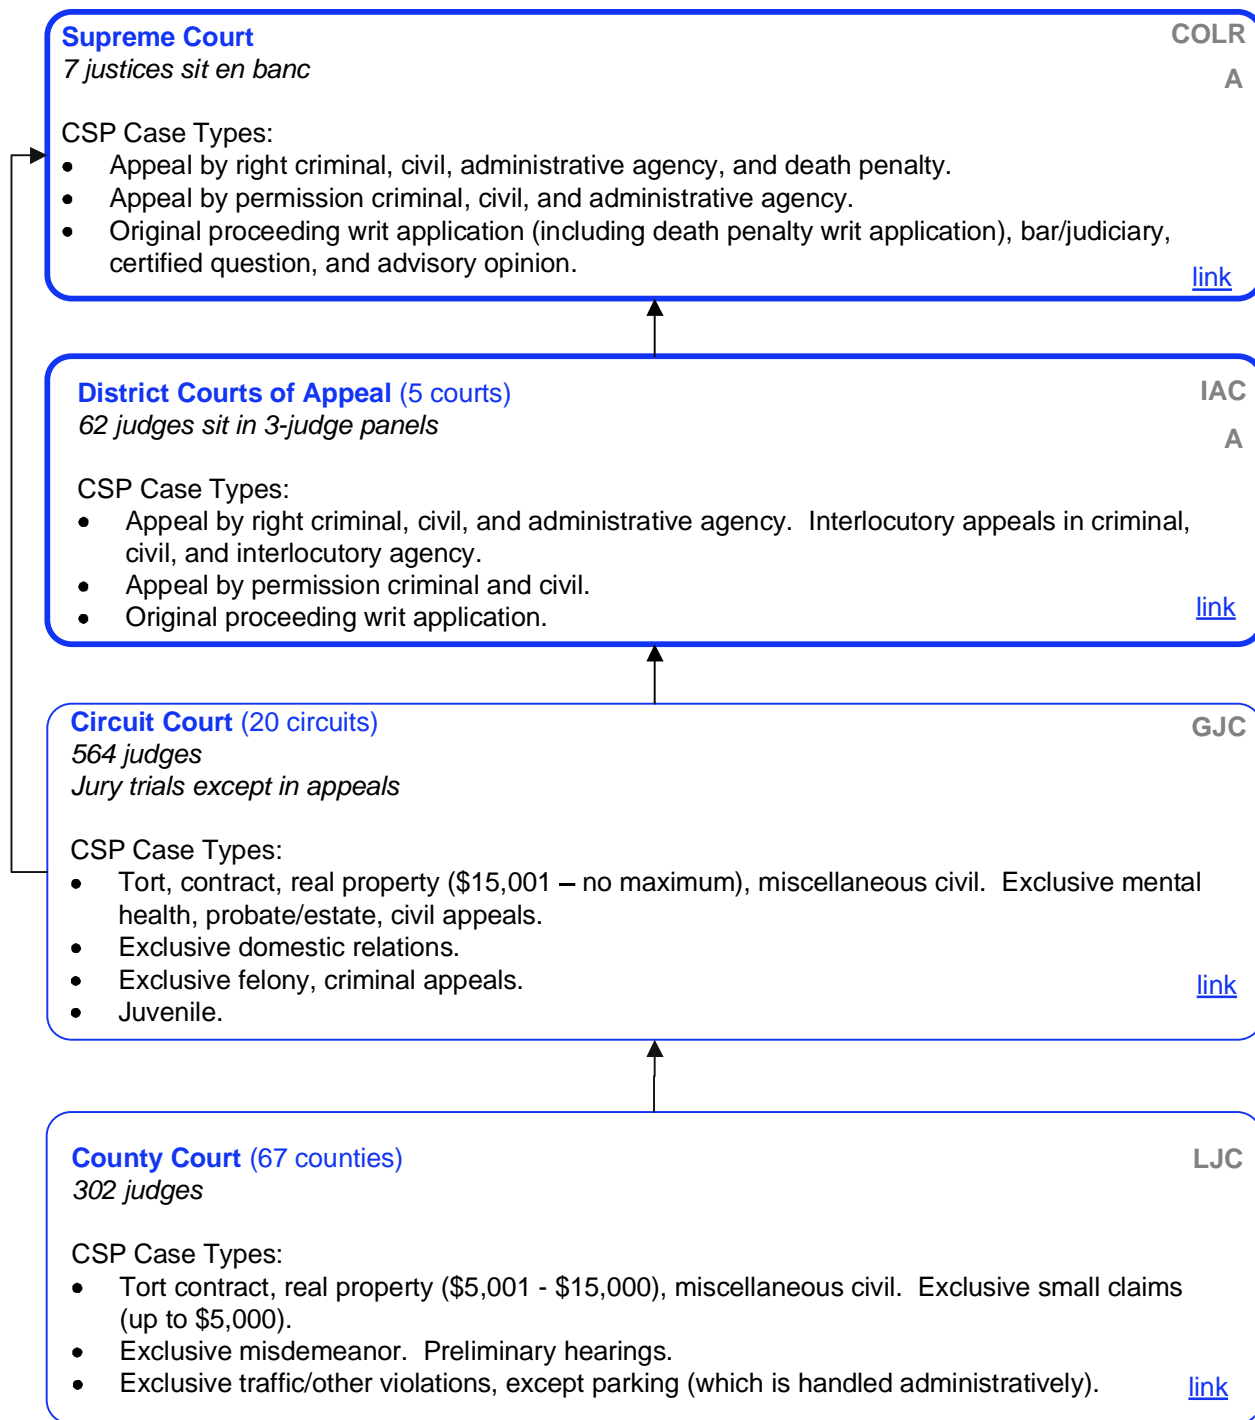 Supreme Court COLR
7 justices sit en banc
A
CSP Case Types:
• Appeal by right criminal, civil, administrative agency, and death penalty.
• Appeal by permission criminal, civil, and administrative agency.
• Original proceeding writ application (including death penalty writ application), bar/judiciary,
certified question, and advisory opinion.
link
District Courts of Appeal (5 courts) IAC
62 judges sit in 3-judge panels
A
CSP Case Types:
• Appeal by right criminal, civil, and administrative agency.  Interlocutory appeals in criminal,
civil, and interlocutory agency.
• Appeal by permission criminal and civil.
• Original proceeding writ application.
link
Circuit Court (20 circuits) GJC
564 judges
Jury trials except in appeals
CSP Case Types:
• Tort, contract, real property ($15,001 – no maximum), miscellaneous civil.  Exclusive mental
health, probate/estate, civil appeals.
• Exclusive domestic relations.
• Exclusive felony, criminal appeals.
link
• Juvenile.
County Court (67 counties) LJC
302 judges
CSP Case Types:
• Tort contract, real property ($5,001 - $15,000), miscellaneous civil.  Exclusive small claims
(up to $5,000).
• Exclusive misdemeanor.  Preliminary hearings.
• Exclusive traffic/other violations, except parking (which is handled administratively).
link